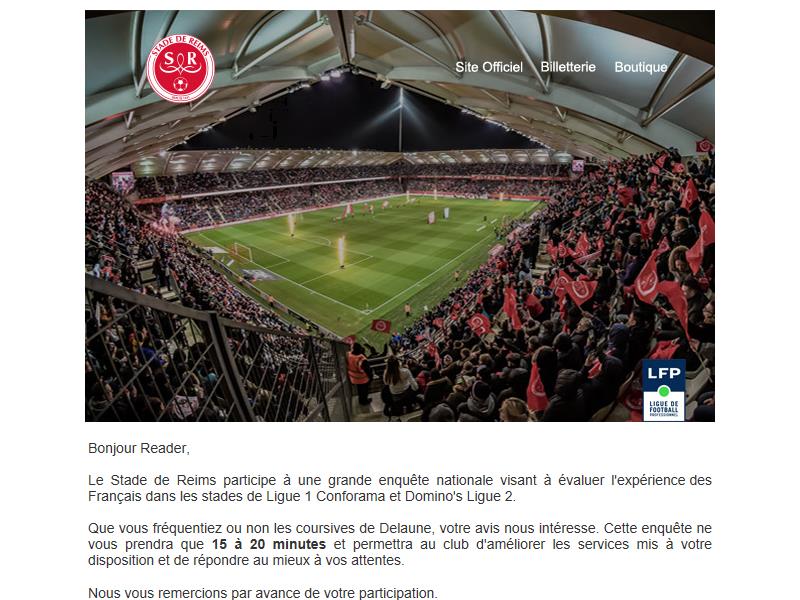 STADE DE REIMS
S R
Site Officiel Billetterie Boutique
LFP
LIGUE DE
FOOTBALL
PROFESSIONNEL
Bonjour Reader,
Le Stade de Reims participe à une grande enquête nationale visant à évaluer l'expérience des
Français dans les stades de Ligue 1 Conforama et Domino's Ligue 2.
Que vous fréquentiez ou non les coursives de Delaune, votre avis nous intéresse. Cette enquête ne
vous prendra que 15 à 20 minutes et permettra au club d'améliorer les services mis à votre
disposition et de répondre au mieux à vos attentes.
Nous vous remercions par avance de votre participation.